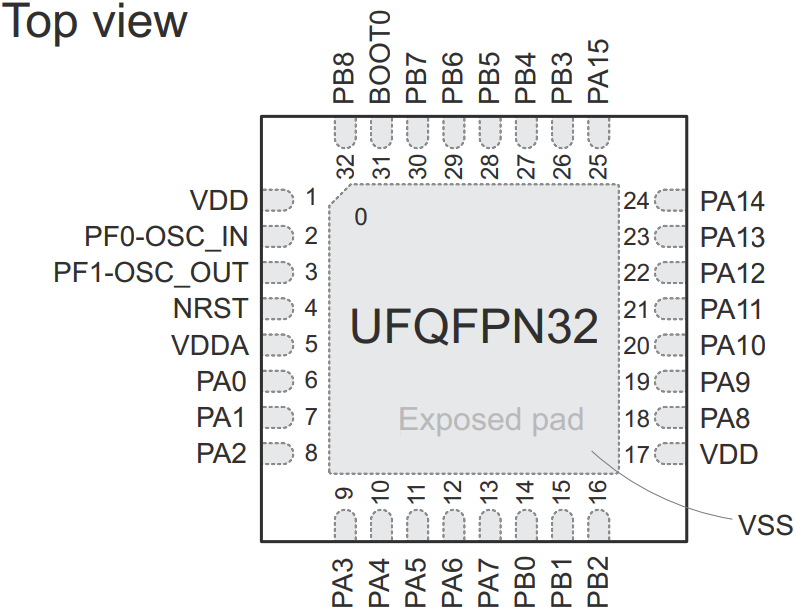 Top view
PB8 BOOT0 PB7 PB6 PB5 PB4 PB3 PA15
32 31 30 29 28 27 26 25
VDD 1 24 PA14
0
PF0-OSC_IN 2 23 PA13
PF1-OSC_OUT 3 22 PA12
NRST 4 21 PA11
UFQFPN32
VDDA 5 20 PA10
PA0 6 19 PA9
PA1 7 18 PA8
Exposed pad
PA2 8 17 VDD
9 10 11 12 13 14 15 16
VSS
PA3 PA4 PA5 PA6 PA7 PB0 PB1 PB2